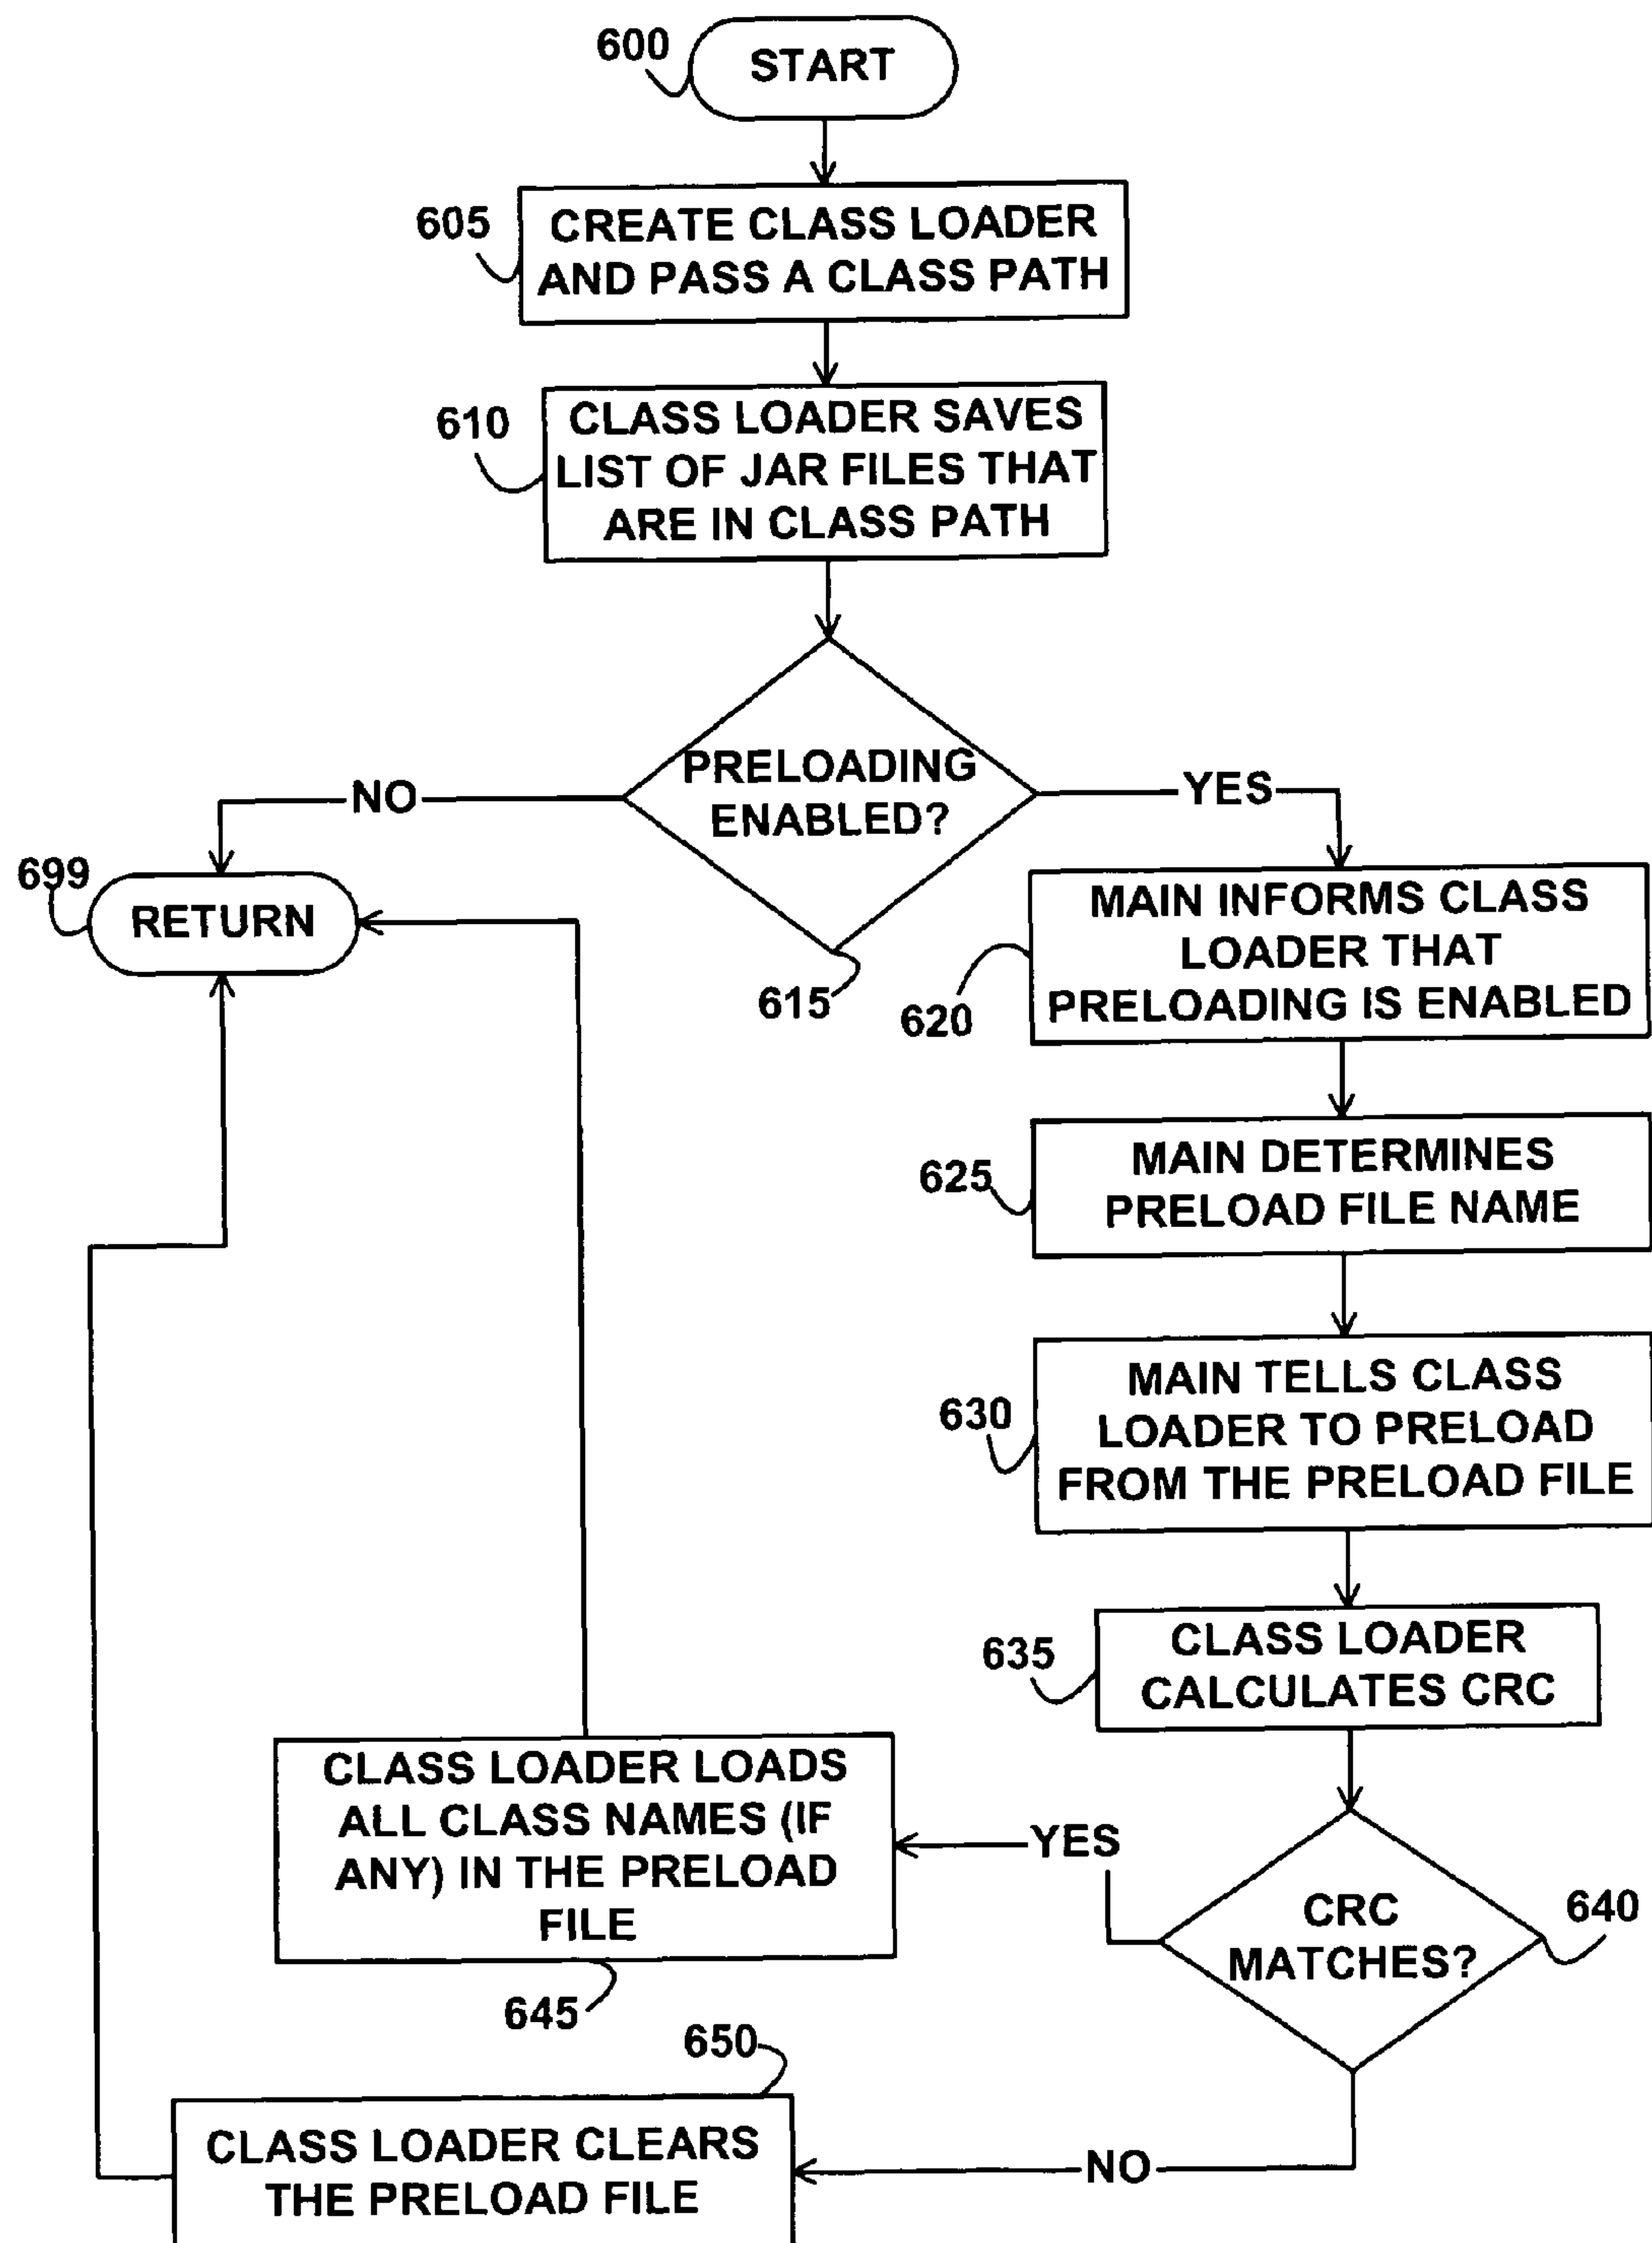 600
START
605
CREATE CLASS LOADER
AND PASS A CLASS PATH
610
CLASS LOADER SAVES
LIST OF JAR FILES THAT
ARE IN CLASS PATH
PRELOADING
ENABLED?
615
NO
YES
699
RETURN
MAIN INFORMS CLASS
LOADER THAT
PRELOADING IS ENABLED
620
MAIN DETERMINES
PRELOAD FILE NAME
625
MAIN TELLS CLASS
LOADER TO PRELOAD
FROM THE PRELOAD FILE
630
CLASS LOADER
CALCULATES CRC
635
CRC
MATCHES?
640
YES
CLASS LOADER LOADS
ALL CLASS NAMES (IF
ANY) IN THE PRELOAD
FILE
645
NO
650
CLASS LOADER CLEARS
THE PRELOAD FILE